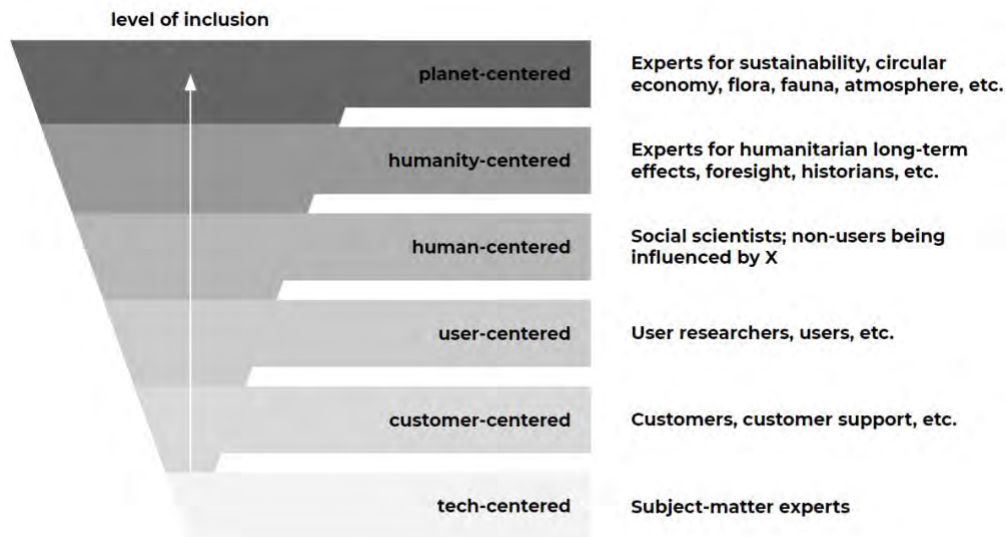 level of inclusion
planet-centered
Experts for sustainability, circular
economy, flora, fauna, atmosphere, etc.
humanity-centered
Experts for humanitarian long-term
effects, foresight, historians, etc.
human-centered
Social scientists; non-users being
influenced by X
user-centered
User researchers, users, etc.
customer-centered
Customers, customer support, etc.
tech-centered
Subject-matter experts